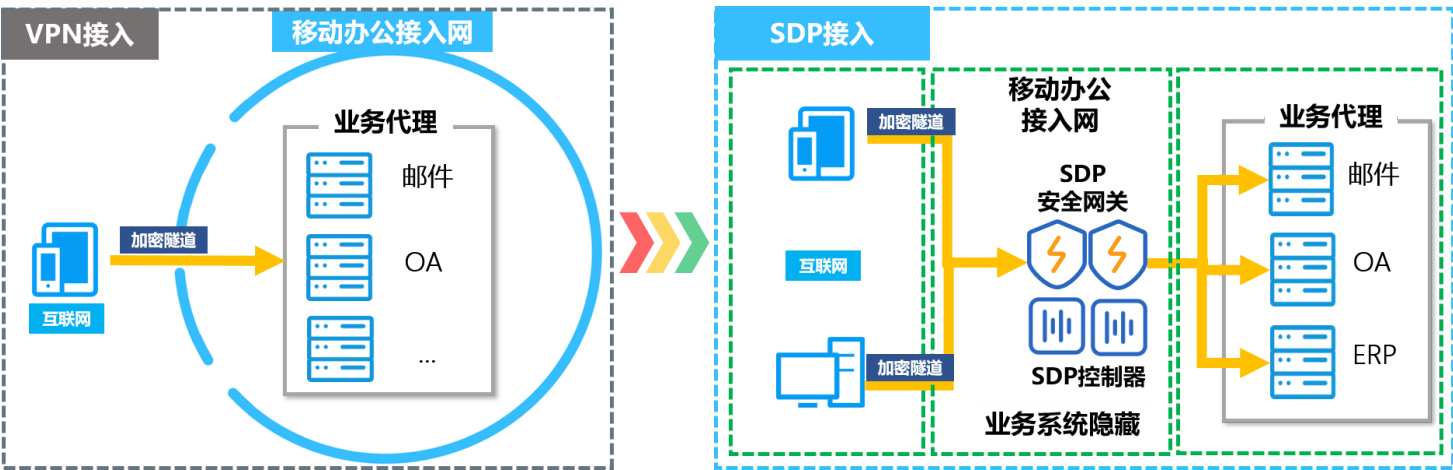 VPN接入
移动办公接入网
业务代理
邮件
OA
...
加密隧道
互联网
SDP接入
加密隧道
互联网
加密隧道
移动办公
接入网
SDP
安全网关
SDP控制器
业务系统隐藏
业务代理
邮件
OA
ERP